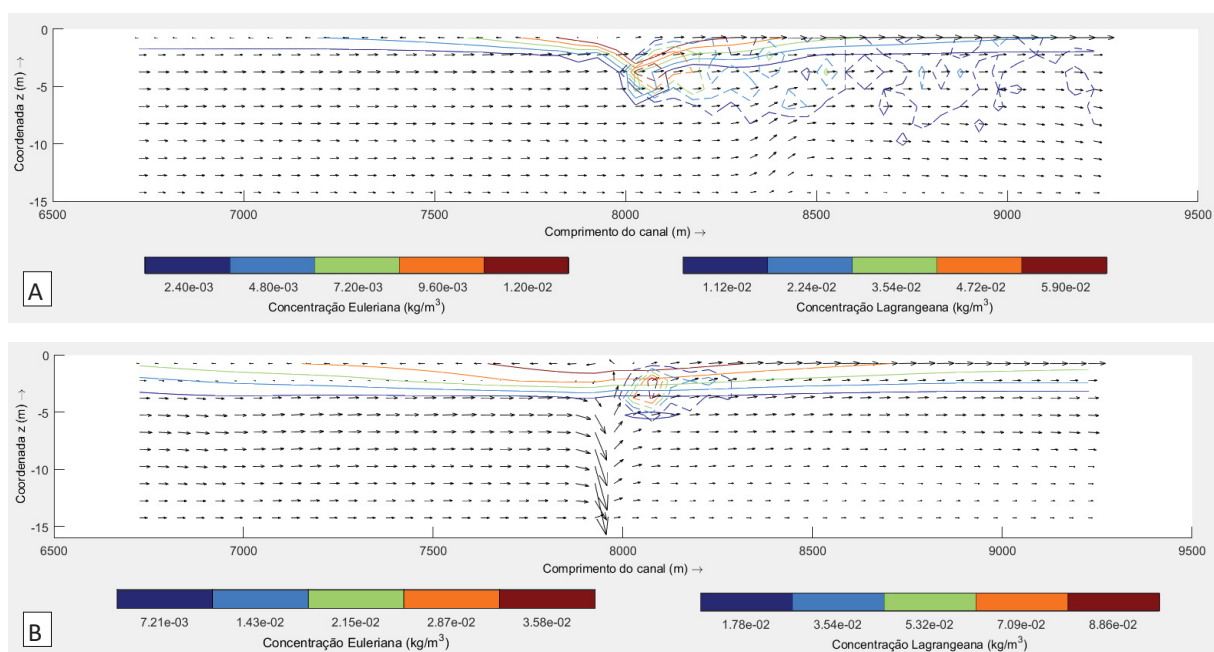 0
-5
-10
-15
Coordenada z (m) →
6500 7000 7500 8000 8500 9000 9500
Comprimento do canal (m) →
2.40e-03 4.80e-03 7.20e-03 9.60e-03 1.20e-02
Concentração Euleriana (kg/m³)
1.12e-02 2.24e-02 3.54e-02 4.72e-02 5.90e-02
Concentração Lagrangeana (kg/m³)
A
0
-5
-10
-15
Coordenada z (m) →
6500 7000 7500 8000 8500 9000 9500
Comprimento do canal (m) →
7.21e-03 1.43e-02 2.15e-02 2.87e-02 3.58e-02
Concentração Euleriana (kg/m³)
1.78e-02 3.54e-02 5.32e-02 7.09e-02 8.86e-02
Concentração Lagrangeana (kg/m³)
B